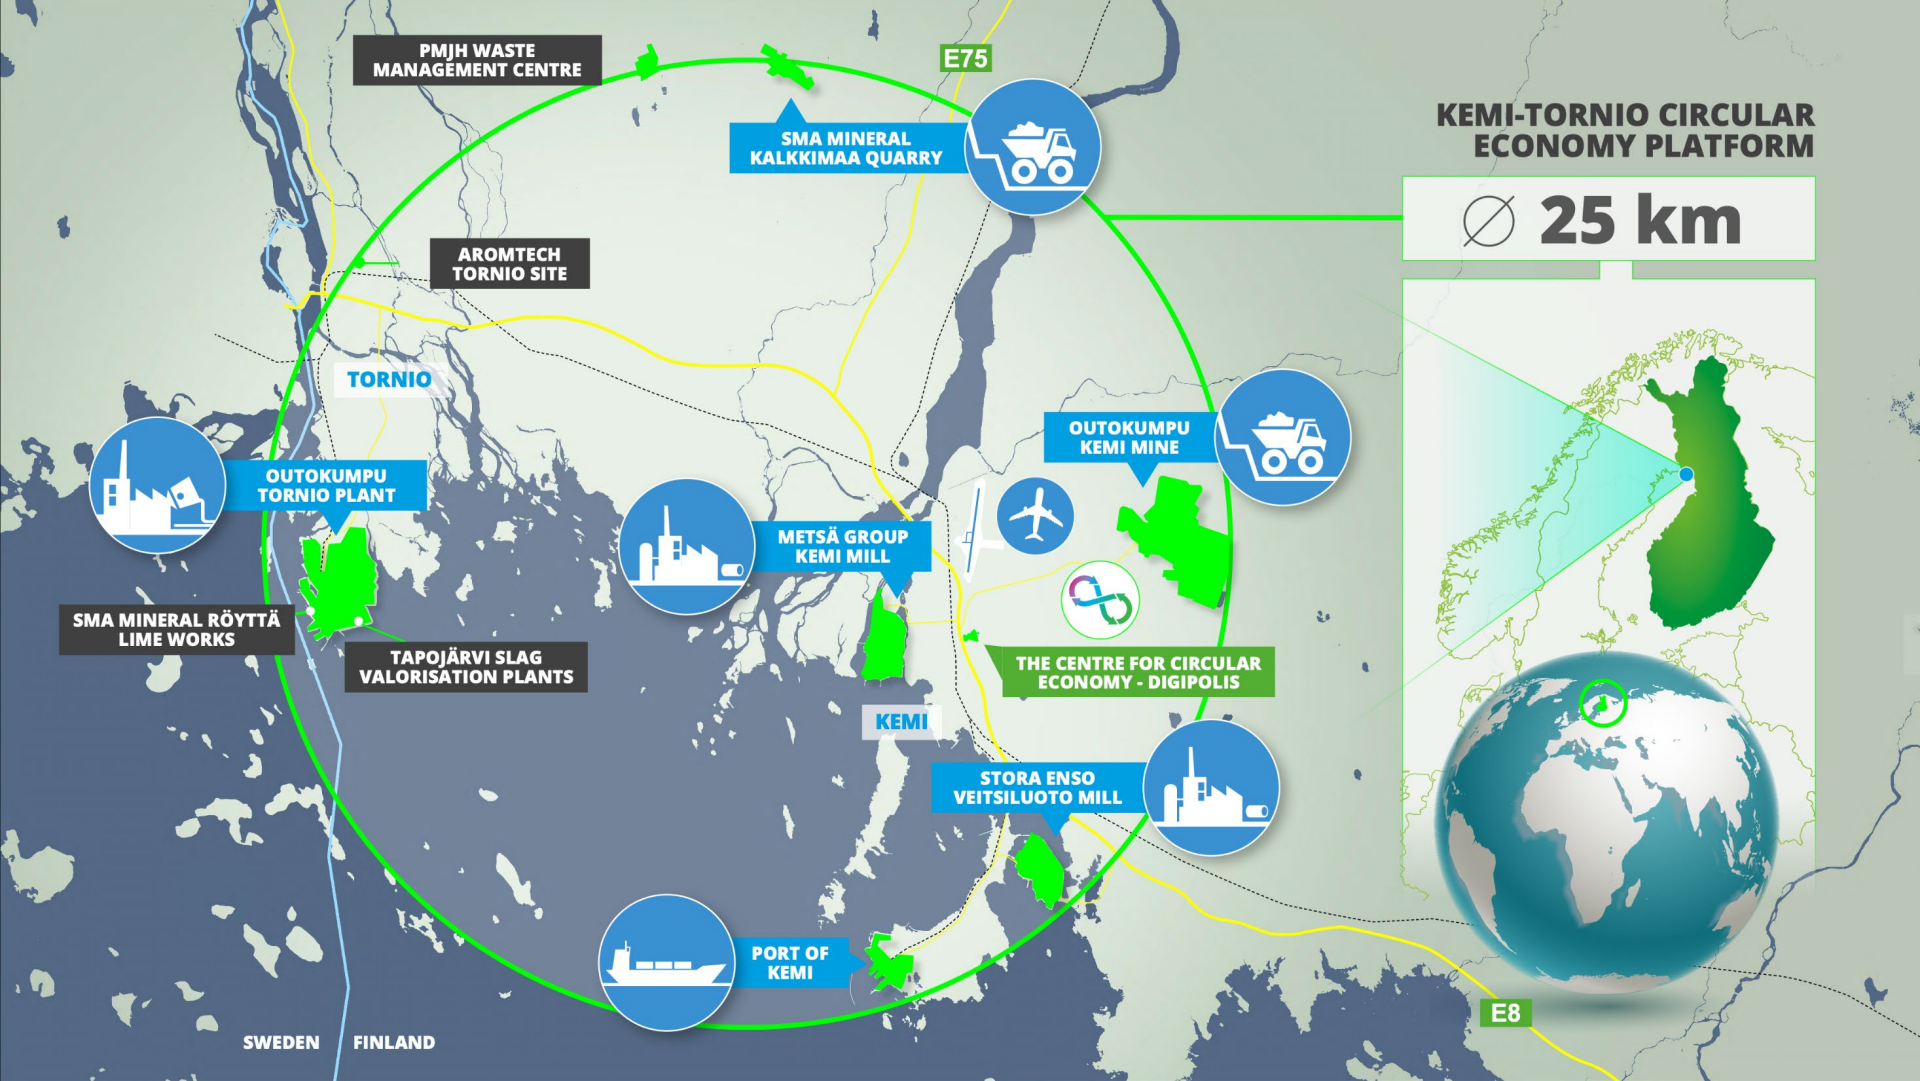 PMJH WASTE
MANAGEMENT CENTRE
E75
SMA MINERAL
KALKKIMAA QUARRY
KEMI-TORNIO CIRCULAR
ECONOMY PLATFORM
∅ 25 km
AROMTECH
TORNIO SITE
TORNIO
OUTOKUMPU
KEMI MINE
OUTOKUMPU
TORNIO PLANT
METSÄ GROUP
KEMI MILL
SMA MINERAL RÖYTTÄ
LIME WORKS
TAPOJÄRVI SLAG
VALORISATION PLANTS
THE CENTRE FOR CIRCULAR
ECONOMY - DIGIPOLIS
KEMI
STORA ENSO
VEITSILUOTO MILL
PORT OF
KEMI
E8
SWEDEN FINLAND